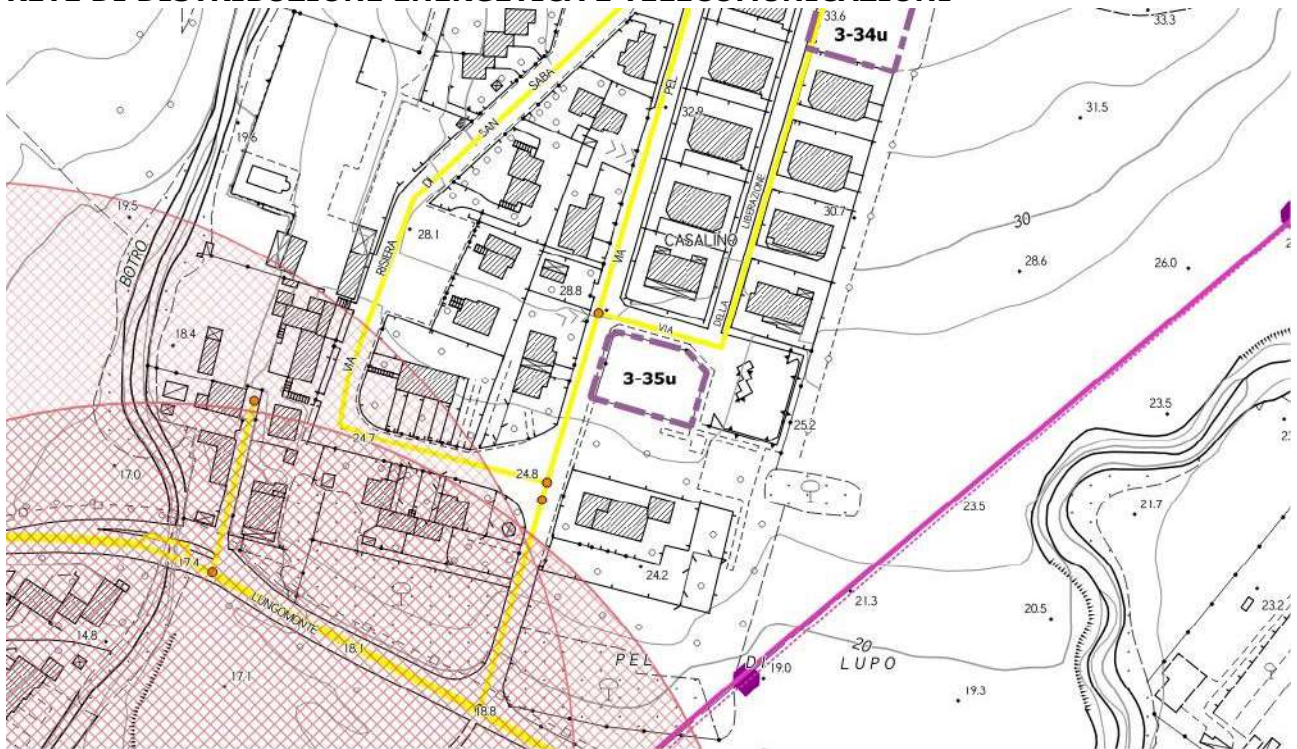 RETE DI DISTRIBUZIONE ENERGETICA E TELECOMUNICAZIONI
33.6
33.3
3-34u
SABA
SAN
PEL
31.5
32.9
19.6
LIBERAZIONE
19.5
30.7
30
28.1
CASALINO
BOTRO
RISIERA
VIA
28.6
26.0
28.8
DELLA
18.4
VIA
VIA
3-35u
23.5
25.2
24.7
17.0
24.8
23.5
21.7
17.4
24.2
21.3
LUNGOMONTE
20.5
23.2
14.8
18.1
20
PEL
DI
LUPO
19.0
17.1
19.3
18.8